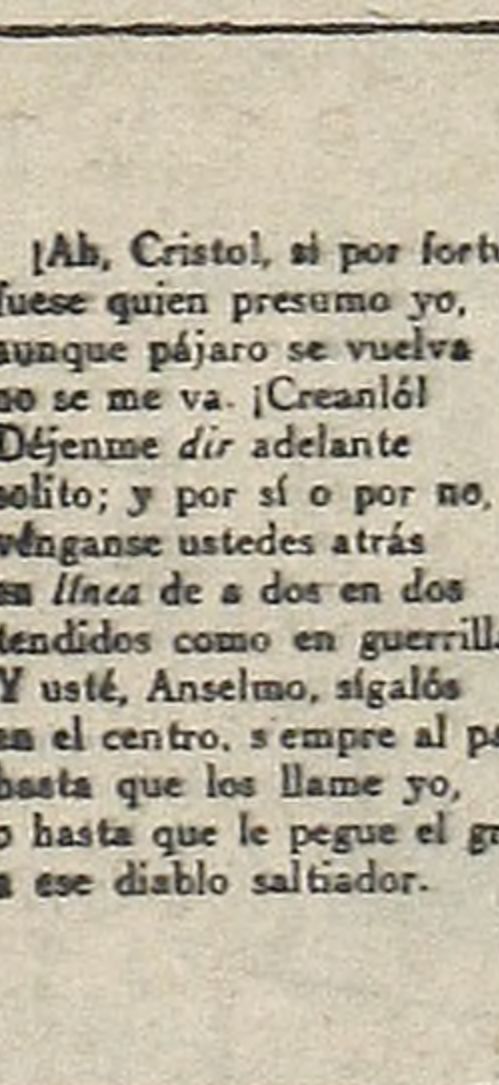 ¡Ah, Cristo!, si por fort
fuese quien presumo yo,
aunque pájaro se vuelva
no se me va. ¡Creanló!
Déjenme dir adelante
solito; y por sí o por no,
vénganse ustedes atrás
en línea de a dos en dos
tendidos como en guerrill
Y usté, Anselmo, sígalós
en el centro, s empre al pa
hasta que los llame yo,
o hasta que le pegue el gr
a ese diablo saltiador.